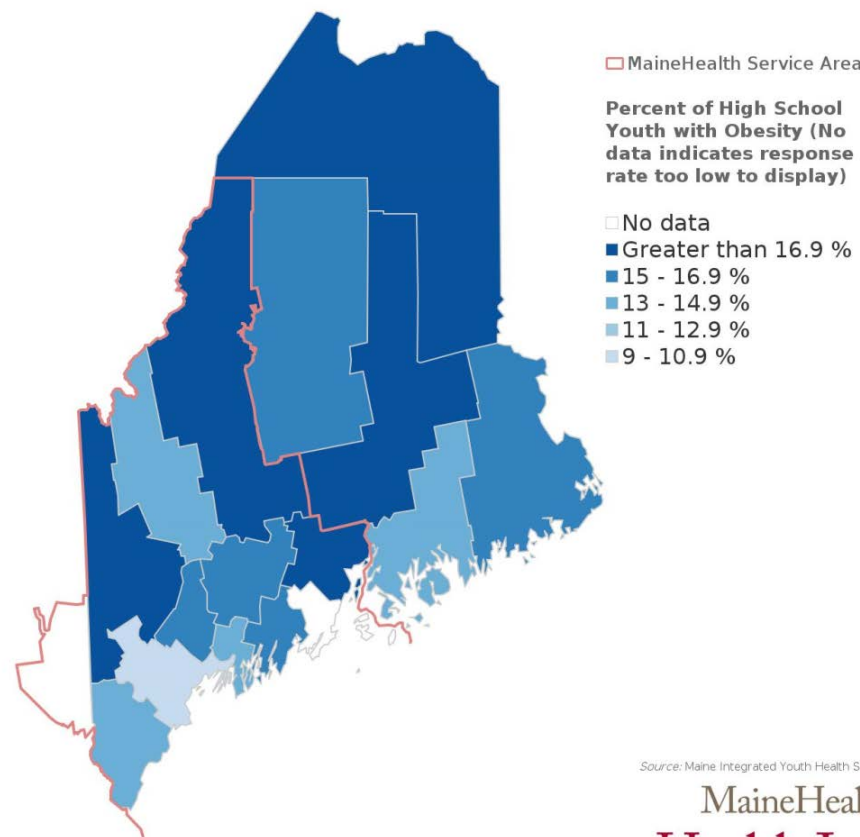 MaineHealth Service Area
Percent of High School
Youth with Obesity (No
data indicates response
rate too low to display)
No data
Greater than 16.9 %
15 - 16.9 %
13 - 14.9 %
11 - 12.9 %
9 - 10.9 %
Source: Maine Integrated Youth Health S
MaineHeal